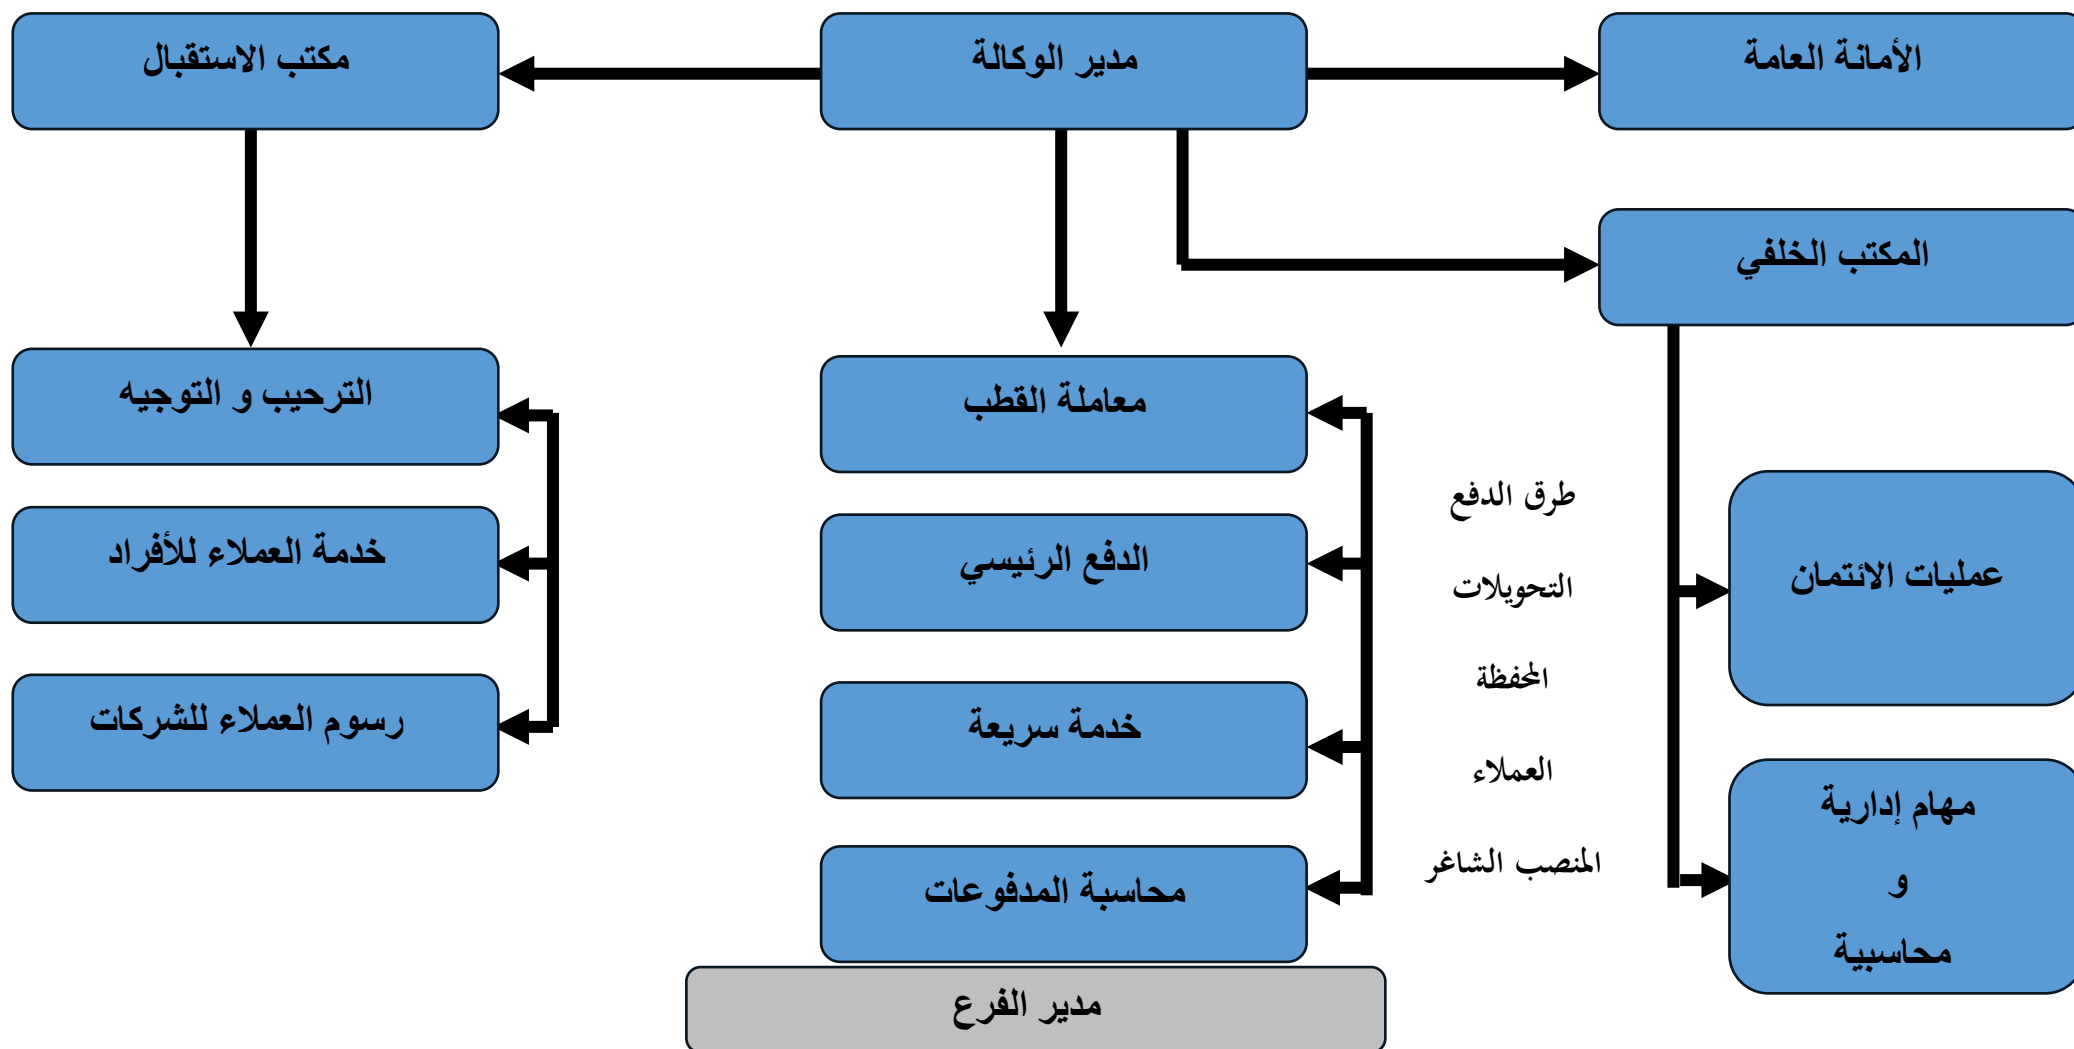 الأمانة العامة
مدير الوكالة
مكتب الاستقبال
المكتب الخلفي
عمليات الائتمان
مهام إدارية
و
محاسبية
طرق الدفع
التحويلات
المحفظة
العملاء
المنصب الشاغر
معاملة القطب
الدفع الرئيسي
خدمة سريعة
محاسبة المدفوعات
الترحيب و التوجيه
خدمة العملاء للأفراد
رسوم العملاء للشركات
مدير الفرع